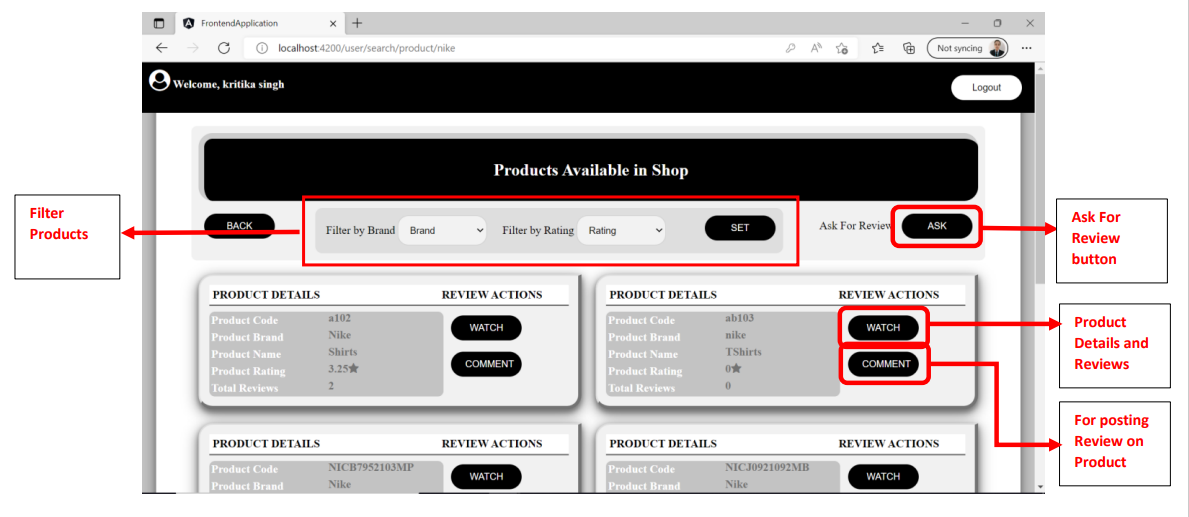 FrontendApplication
localhost:4200/user/search/product/nike
Not syncing
Welcome, kritika singh
Logout
Products Available in Shop
Filter
Products
BACK
Filter by Brand Brand Filter by Rating Rating SET
Ask For Review ASK
Ask For
Review
button
PRODUCT DETAILS REVIEW ACTIONS
Product Code a102
Product Brand Nike
Product Name Shirts
Product Rating 3.25★
Total Reviews 2
WATCH
COMMENT
PRODUCT DETAILS REVIEW ACTIONS
Product Code ab103
Product Brand nike
Product Name TShirts
Product Rating 0★
Total Reviews 0
WATCH
COMMENT
Product
Details and
Reviews
For posting
Review on
Product
PRODUCT DETAILS REVIEW ACTIONS
Product Code NICB7952103MP
Product Brand Nike
WATCH
PRODUCT DETAILS REVIEW ACTIONS
Product Code NICJ0921092MB
Product Brand Nike
WATCH